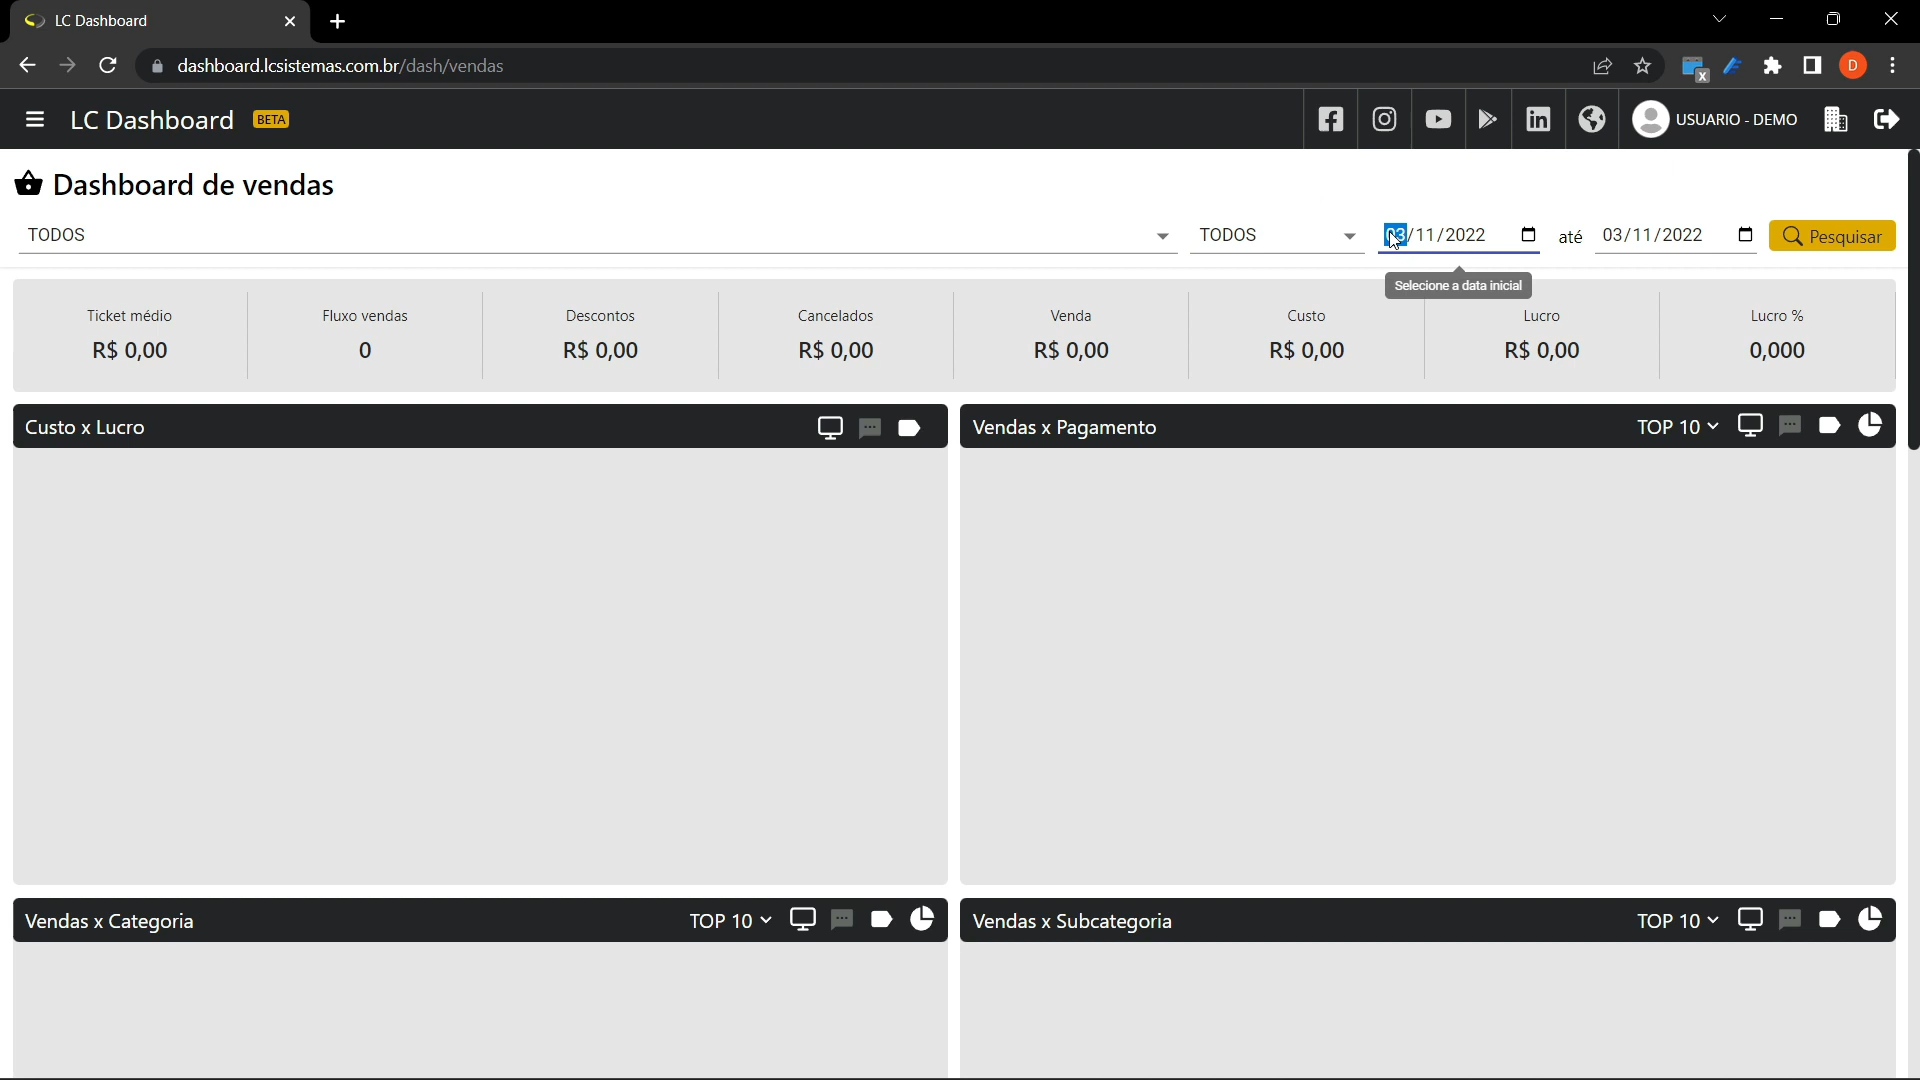 LC Dashboard
dashboard.lcsistemas.com.br/dash/vendas
x
D
LC Dashboard BETA
USUARIO - DEMO
Dashboard de vendas
TODOS
TODOS
03/11/2022
até
03/11/2022
Pesquisar
Selecione a data inicial
Ticket médio
R$ 0,00
Fluxo vendas
0
Descontos
R$ 0,00
Cancelados
R$ 0,00
Venda
R$ 0,00
Custo
R$ 0,00
Lucro
R$ 0,00
Lucro %
0,000
Custo x Lucro
Vendas x Pagamento
TOP 10
Vendas x Categoria
TOP 10
Vendas x Subcategoria
TOP 10